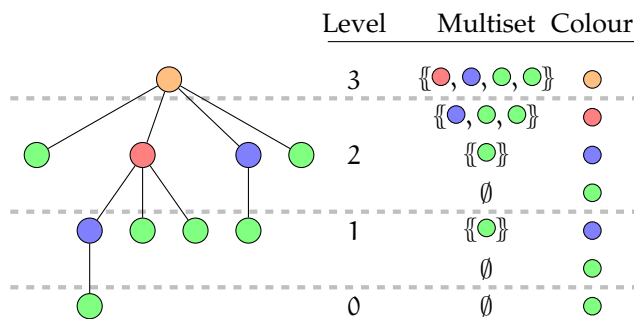 Level Multiset Colour
3 {{ , , , }}
{{ , , }}
2 {{ }}
∅
1 {{ }}
∅
0 ∅